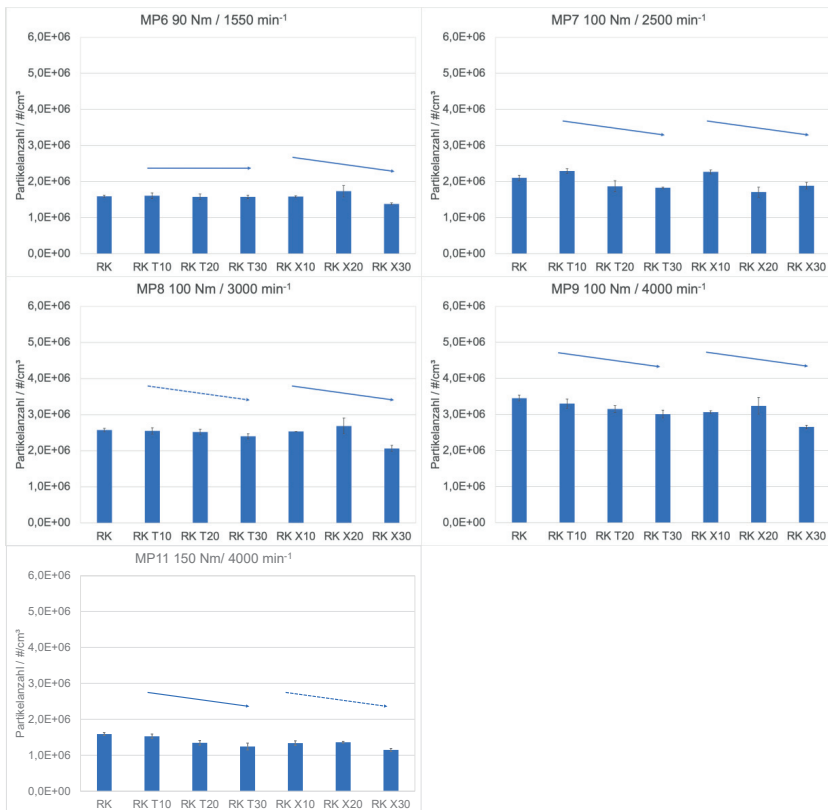 MP6 90 Nm / 1550 min⁻¹
Partikelanzahl / #/cm³
6,0E+06
5,0E+06
4,0E+06
3,0E+06
2,0E+06
1,0E+06
0,0E+00
RK RK T10 RK T20 RK T30 RK X10 RK X20 RK X30
MP7 100 Nm / 2500 min⁻¹
Partikelanzahl / #/cm³
6,0E+06
5,0E+06
4,0E+06
3,0E+06
2,0E+06
1,0E+06
0,0E+00
RK RK T10 RK T20 RK T30 RK X10 RK X20 RK X30
MP8 100 Nm / 3000 min⁻¹
Partikelanzahl / #/cm³
6,0E+06
5,0E+06
4,0E+06
3,0E+06
2,0E+06
1,0E+06
0,0E+00
RK RK T10 RK T20 RK T30 RK X10 RK X20 RK X30
MP9 100 Nm / 4000 min⁻¹
Partikelanzahl / #/cm³
6,0E+06
5,0E+06
4,0E+06
3,0E+06
2,0E+06
1,0E+06
0,0E+00
RK RK T10 RK T20 RK T30 RK X10 RK X20 RK X30
MP11 150 Nm/ 4000 min⁻¹
Partikelanzahl / #/cm³
6,0E+06
5,0E+06
4,0E+06
3,0E+06
2,0E+06
1,0E+06
0,0E+00
RK RK T10 RK T20 RK T30 RK X10 RK X20 RK X30